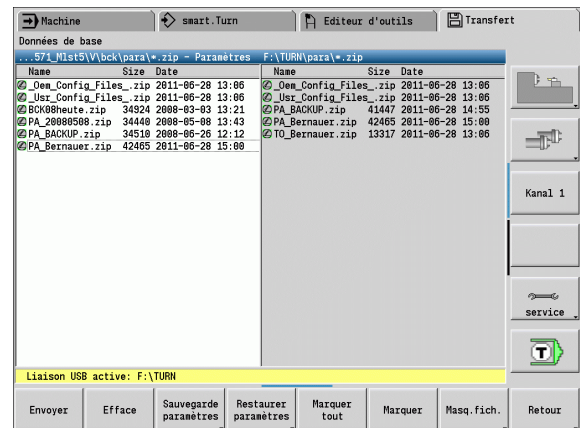 Machine
smart.Turn
Editeur d'outils
Transfert
Données de base
...571_Mlst5\V\bck\para\*.zip - Paramètres
F:\TURN\para\*.zip
Name Size Date
_Oem_Config_Files_.zip 2011-06-28 13:06
_Usr_Config_Files_.zip 2011-06-28 13:06
BCK08heute.zip 34924 2008-03-03 13:21
PA_20080508.zip 34440 2008-05-08 13:43
PA_BACKUP.zip 34510 2008-06-26 12:12
PA_Bernauer.zip 42465 2011-06-28 15:00
Name Size Date
_Oem_Config_Files_.zip 2011-06-28 13:06
_Usr_Config_Files_.zip 2011-06-28 13:06
PA_BACKUP.zip 41447 2011-06-28 14:55
PA_Bernauer.zip 42465 2011-06-28 15:00
TO_Bernauer.zip 13317 2011-06-28 13:06
Kanal 1
service
T
Liaison USB active: F:\TURN
Envoyer
Efface
Sauvegarde
paramètres
Restaurer
paramètres
Marquer
tout
Marquer
Masq.fich.
Retour